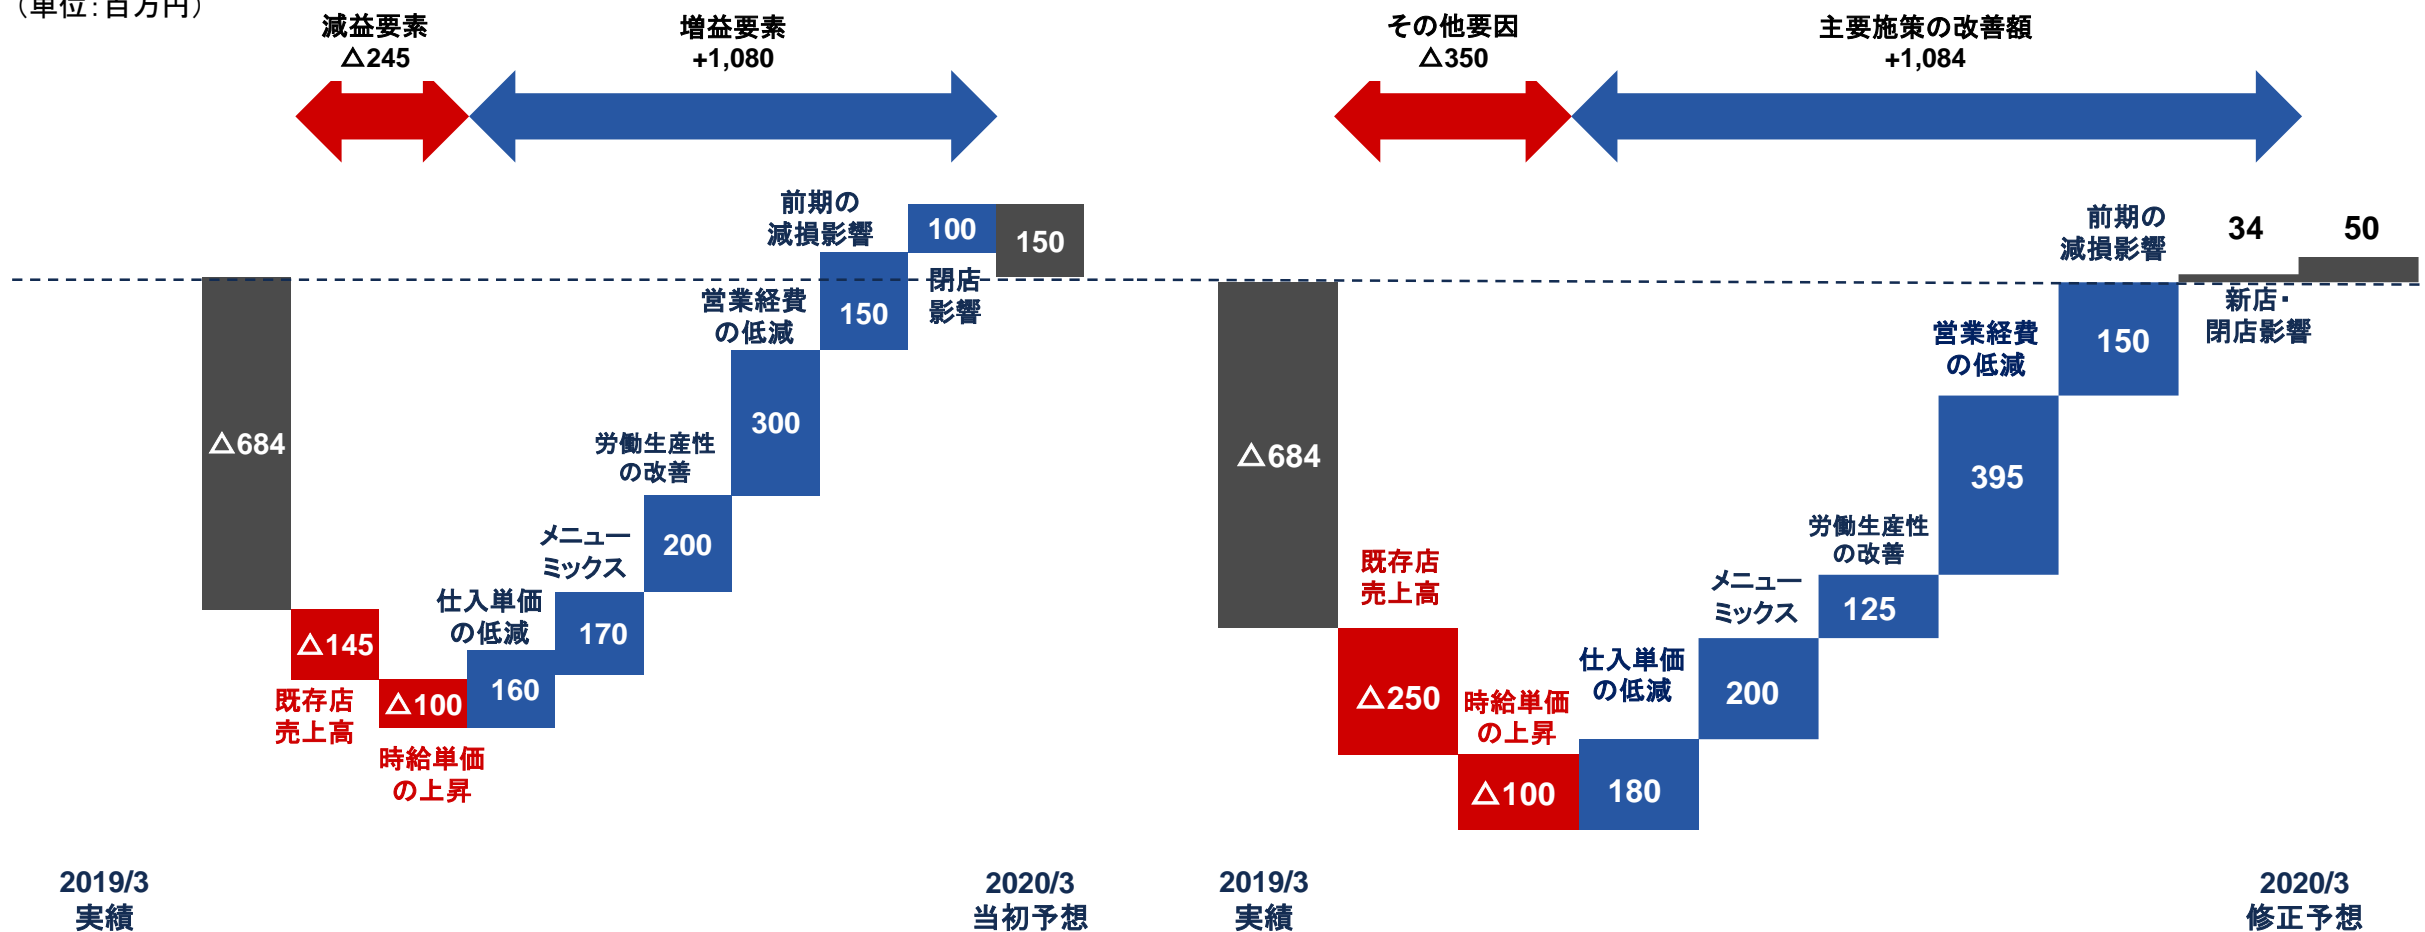 （単位：百万円）
減益要素
△245
増益要素
+1,080
その他要因
△350
主要施策の改善額
+1,084
△684
△145
既存店
売上高
△100
時給単価
の上昇
仕入単価
の低減
160
メニュー
ミックス
170
労働生産性
の改善
200
営業経費
の低減
300
前期の
減損影響
150
100
閉店
影響
150
2019/3
実績
2020/3
当初予想
△684
既存店
売上高
△250
時給単価
の上昇
△100
仕入単価
の低減
180
メニュー
ミックス
200
労働生産性
の改善
125
営業経費
の低減
395
前期の
減損影響
150
34
新店・
閉店影響
50
2019/3
実績
2020/3
修正予想